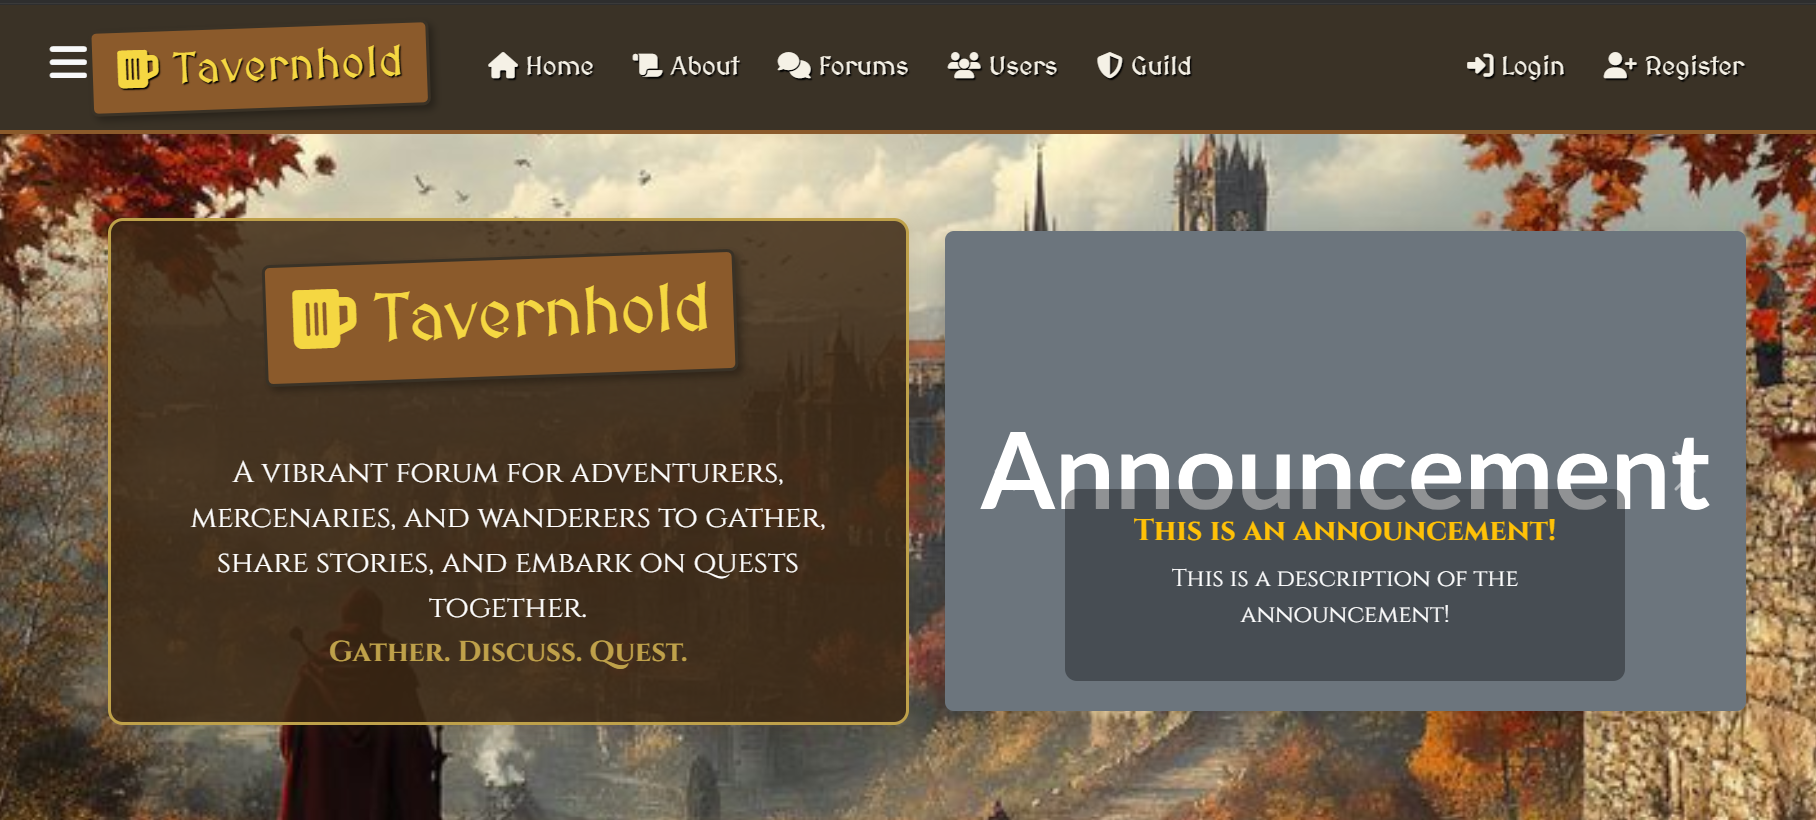 Tavernhold
Home
About
Forums
Users
Guild
Login
Register
Tavernhold
A vibrant forum for adventurers,
mercenaries, and wanderers to gather,
share stories, and embark on quests
together.
Gather. Discuss. Quest.
Announcement
This is an announcement!
This is a description of the
announcement!